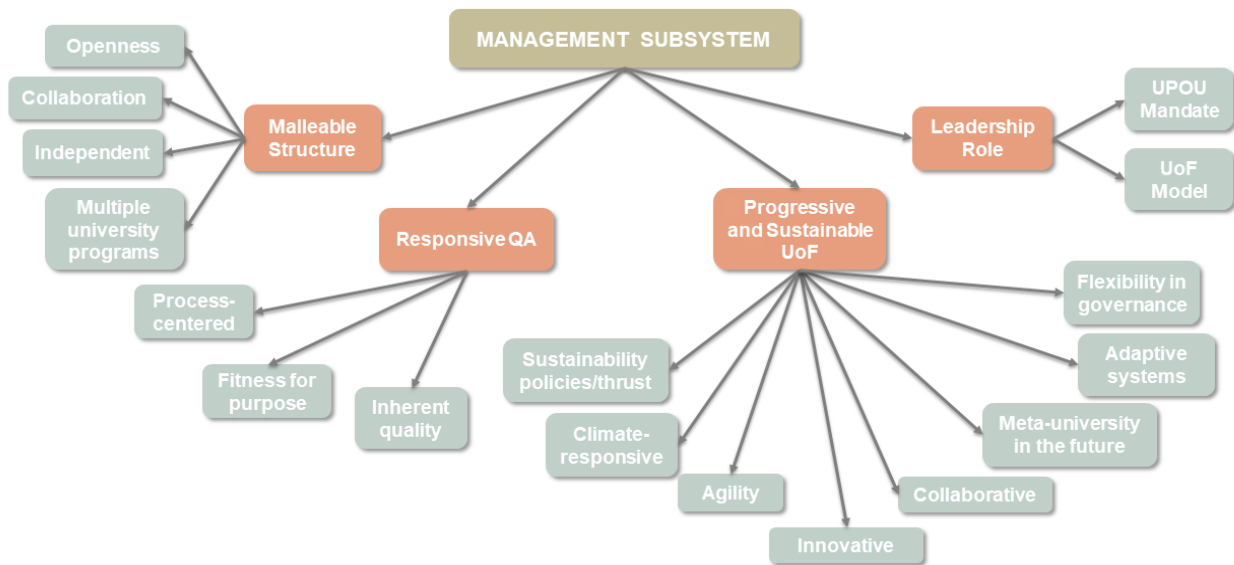 MANAGEMENT SUBSYSTEM
Openness
Collaboration
Independent
Multiple
university
programs
Malleable
Structure
Leadership
Role
UPOU
Mandate
UoF
Model
Responsive QA
Process-
centered
Fitness for
purpose
Inherent
quality
Progressive
and Sustainable
UoF
Sustainability
policies/thrust
Climate-
responsive
Agility
Innovative
Collaborative
Meta-university
in the future
Adaptive
systems
Flexibility in
governance